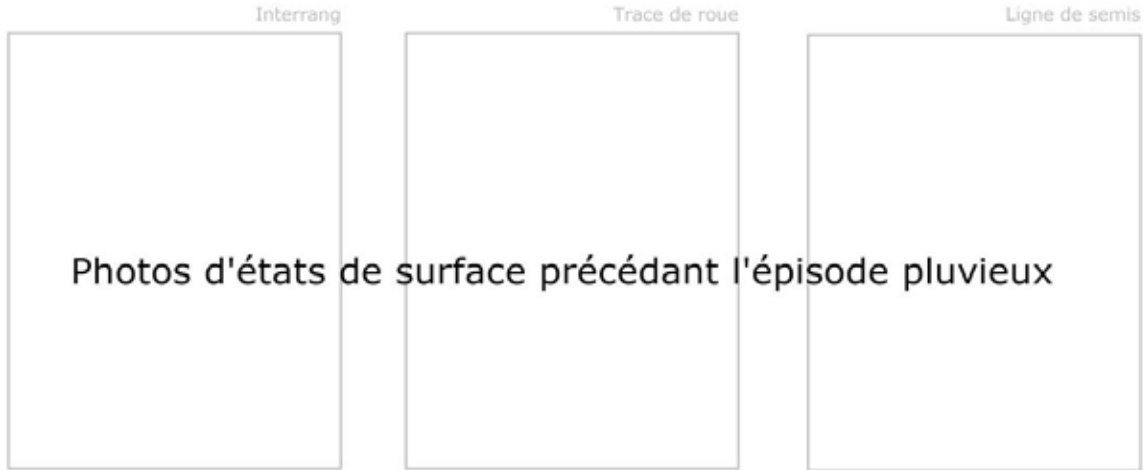 Interrang Trace de roue Ligne de semis
Photos d'états de surface précédant l'épisode pluvieux